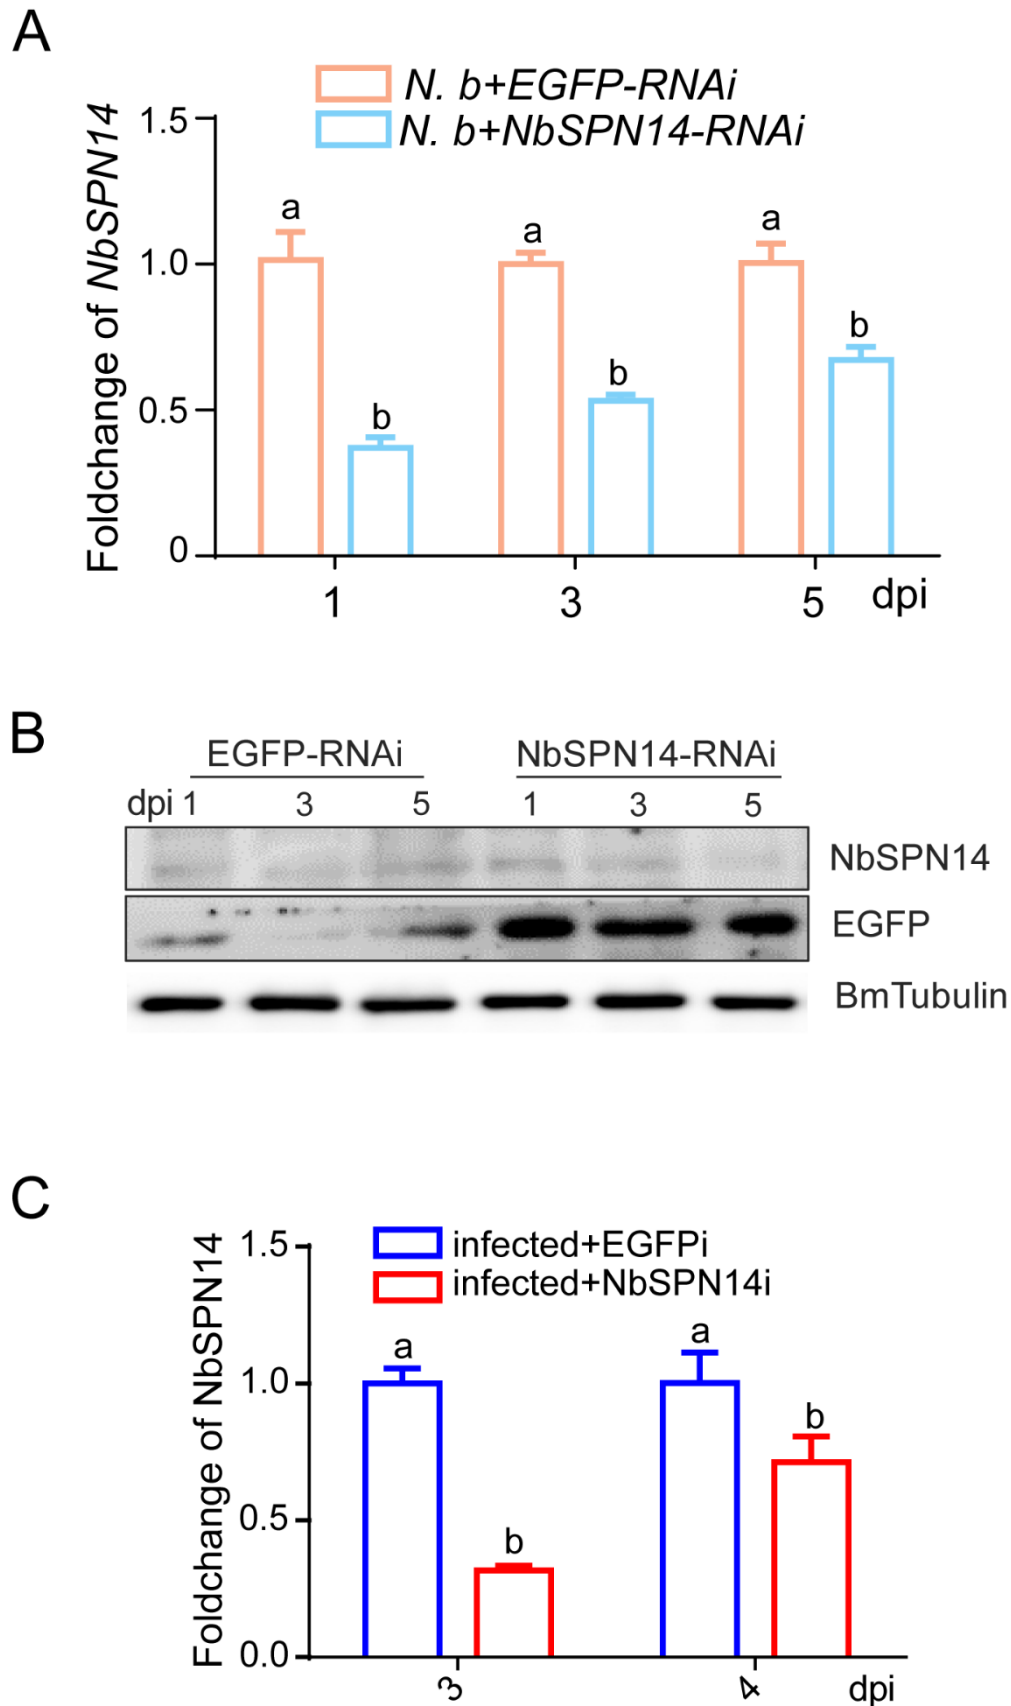 A
N. b+EGFP-RNAi
N. b+NbSPN14-RNAi
Foldchange of NbSPN14
1.5
1.0
0.5
0
a
b
a
b
a
b
1
3
5
dpi
B
EGFP-RNAi
NbSPN14-RNAi
dpi 1 3 5 1 3 5
NbSPN14
EGFP
BmTubulin
C
infected+EGFPi
infected+NbSPN14i
Foldchange of NbSPN14
1.5
1.0
0.5
0.0
a
b
a
b
3
4
dpi